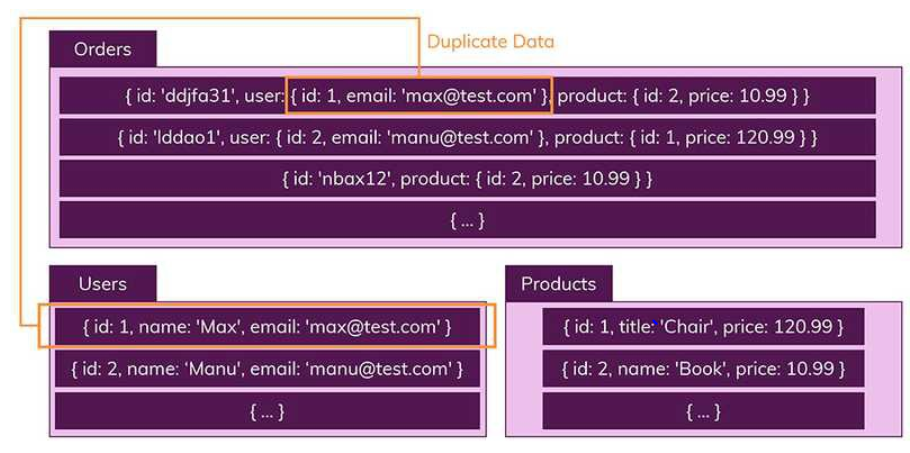 Orders
Duplicate Data
{ id: 'ddjfa31', user: { id: 1, email: 'max@test.com' }, product: { id: 2, price: 10.99 } }
{ id: 'lddao1', user: { id: 2, email: 'manu@test.com' }, product: { id: 1, price: 120.99 } }
{ id: 'nbax12', product: { id: 2, price: 10.99 } }
{ ... }
Users
{ id: 1, name: 'Max', email: 'max@test.com' }
{ id: 2, name: 'Manu', email: 'manu@test.com' }
{ ... }
Products
{ id: 1, title: 'Chair', price: 120.99 }
{ id: 2, name: 'Book', price: 10.99 }
{ ... }